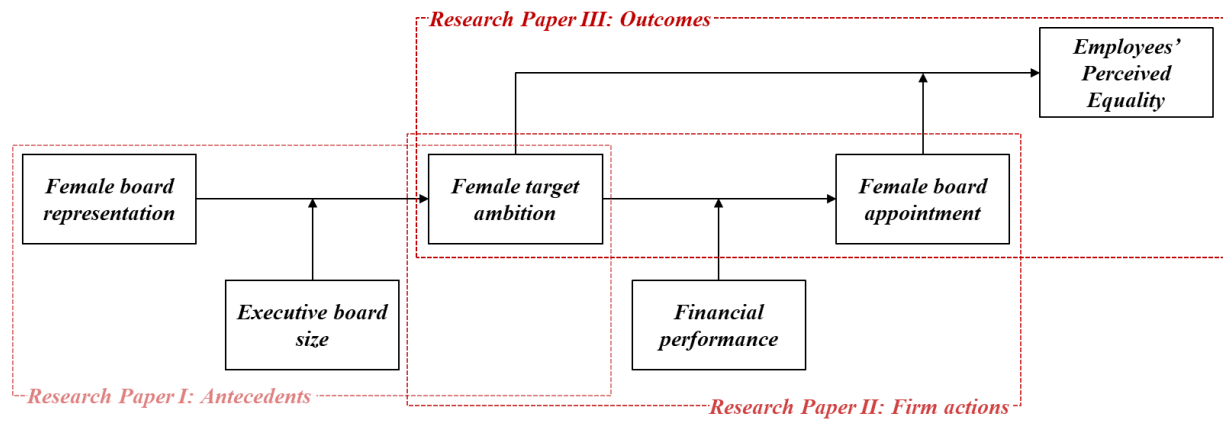 Research Paper III: Outcomes
Employees’
Perceived
Equality
Female board
representation
Female target
ambition
Female board
appointment
Executive board
size
Financial
performance
Research Paper I: Antecedents
Research Paper II: Firm actions